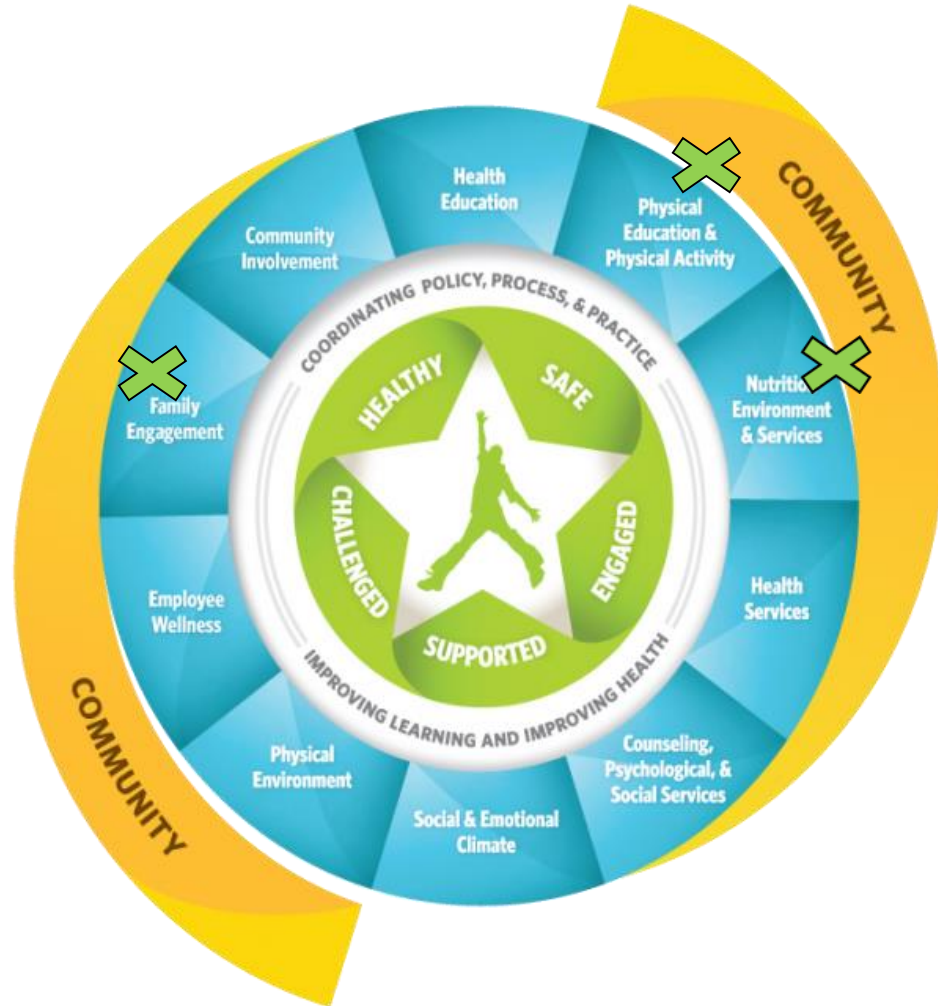 COMMUNITY
Health
Education
Physical
Education &
Physical Activity
Nutrition
Environment
& Services
Health
Services
Counseling,
Psychological, &
Social Services
Social & Emotional
Climate
Physical
Environment
Employee
Wellness
Family
Engagement
Community
Involvement
COORDINATING POLICY, PROCESS, & PRACTICE
IMPROVING LEARNING AND IMPROVING HEALTH
HEALTHY
SAFE
ENGAGED
SUPPORTED
CHALLENGED
COMMUNITY